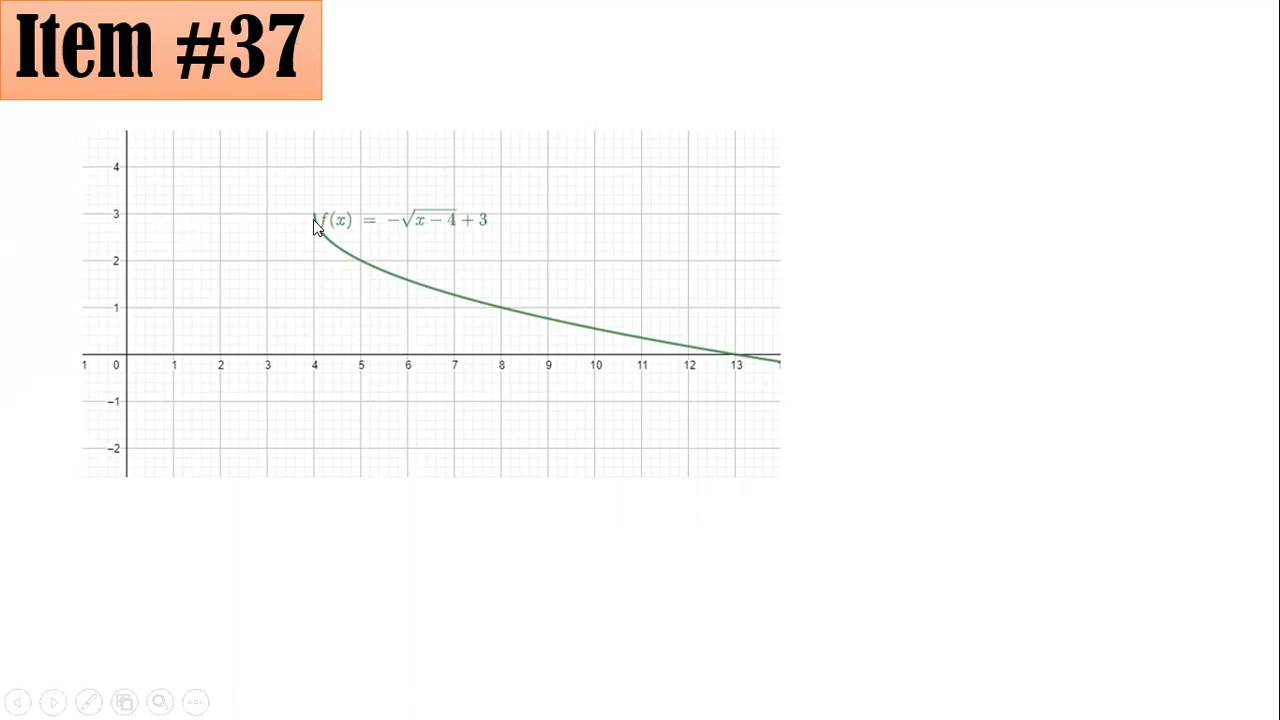 Item #37
4
3
f(x) = −√(x − 4) + 3
2
1
1 0 1 2 3 4 5 6 7 8 9 10 11 12 13 1
−1
−2